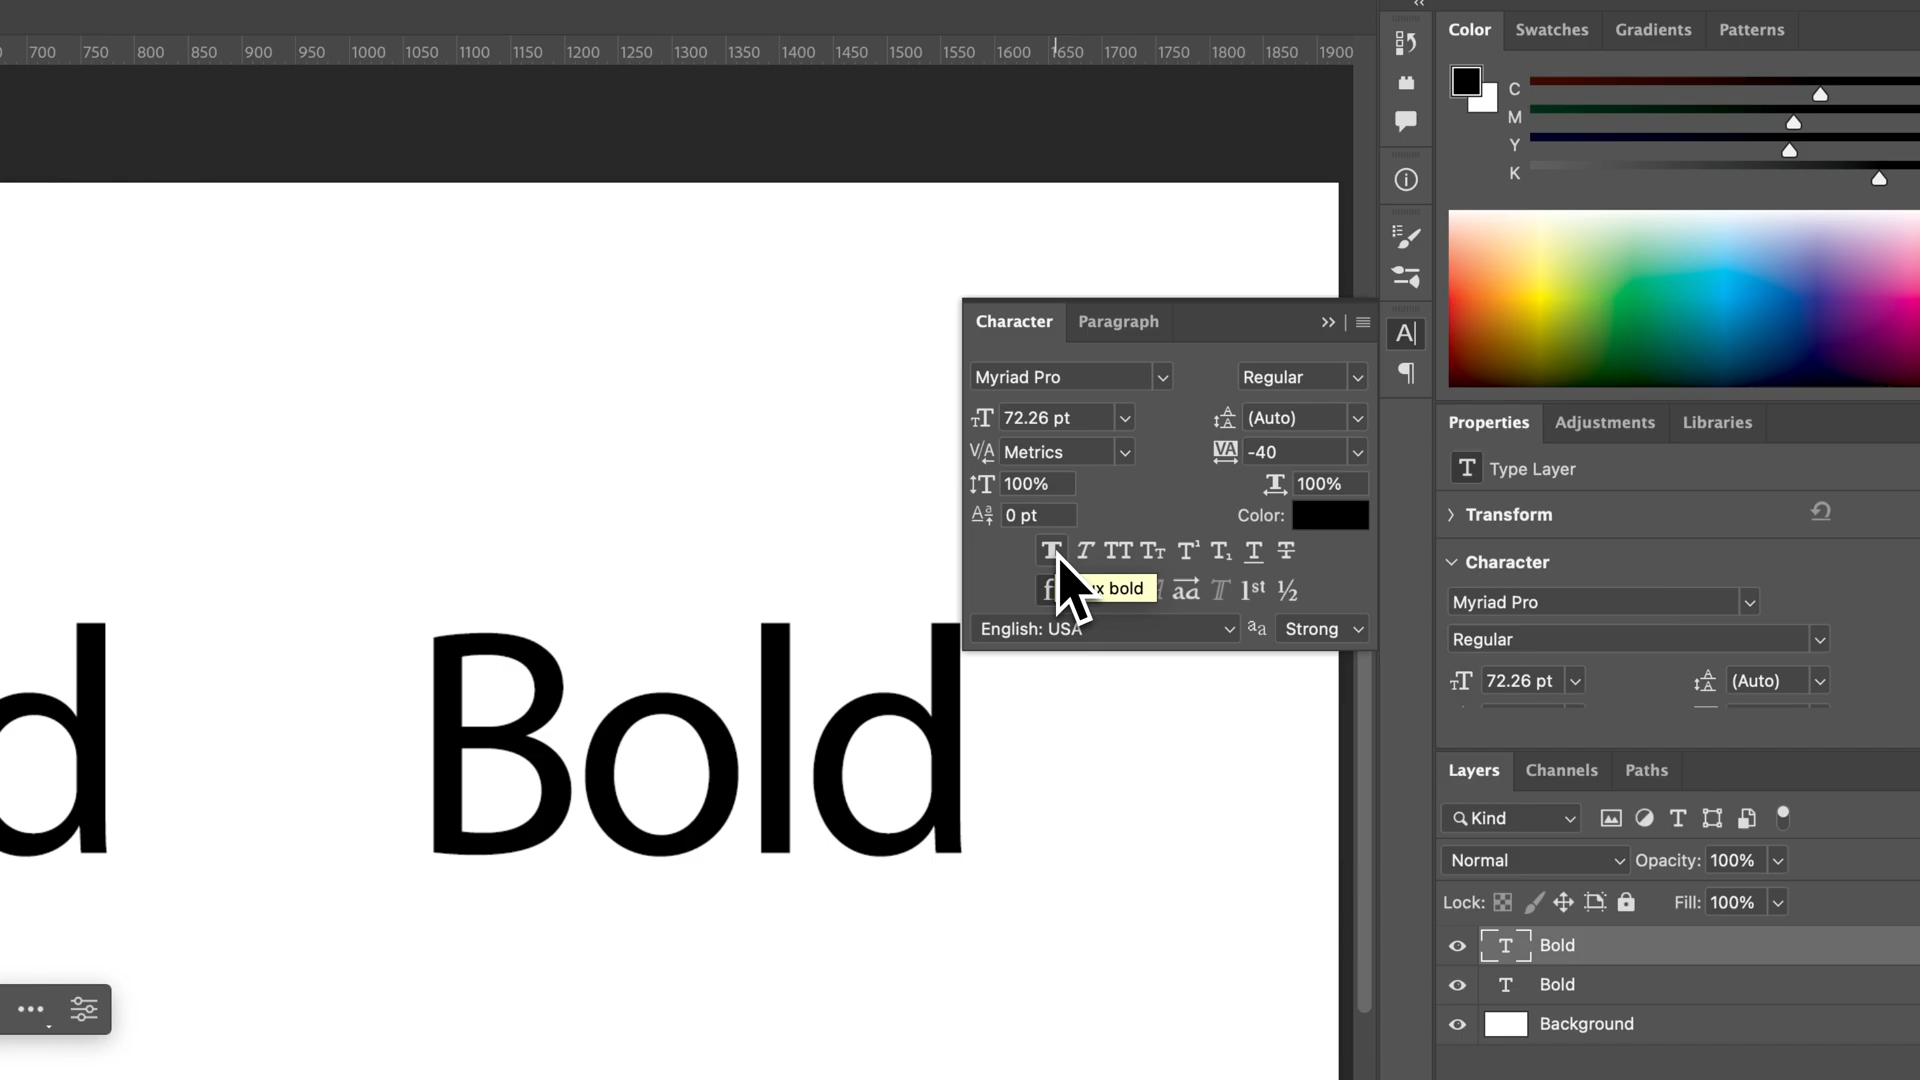 700 750 800 850 900 950 1000 1050 1100 1150 1200 1250 1300 1350 1400 1450 1500 1550 1600 1650 1700 1750 1800 1850 1900
Color Swatches Gradients Patterns
C
M
Y
K
Character Paragraph
Myriad Pro Regular
72.26 pt (Auto)
Metrics -40
100% 100%
0 pt Color:
bold
English: USA Strong
d Bold
Properties Adjustments Libraries
Type Layer
Transform
Character
Myriad Pro
Regular
72.26 pt (Auto)
Layers Channels Paths
Kind
Normal Opacity: 100%
Lock: Fill: 100%
Bold
Bold
Background